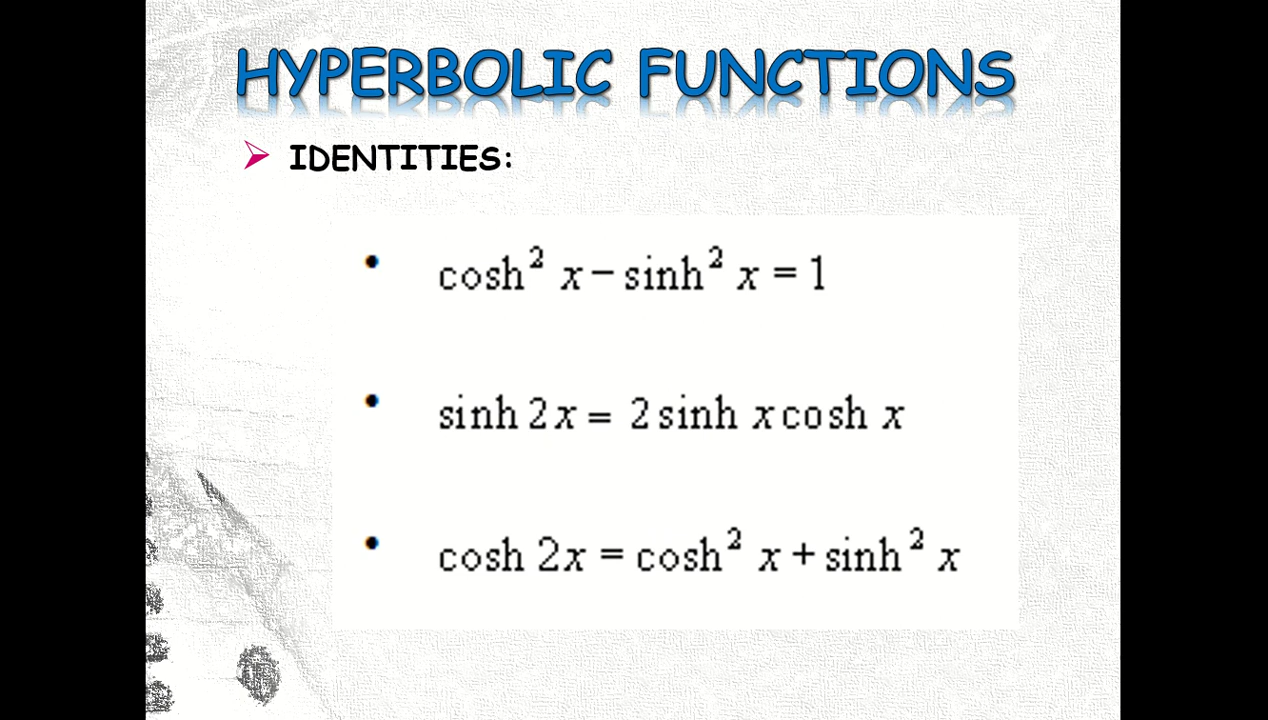 HYPERBOLIC FUNCTIONS
➢ IDENTITIES:
• cosh² x − sinh² x = 1
• sinh 2x = 2 sinh x cosh x
• cosh 2x = cosh² x + sinh² x